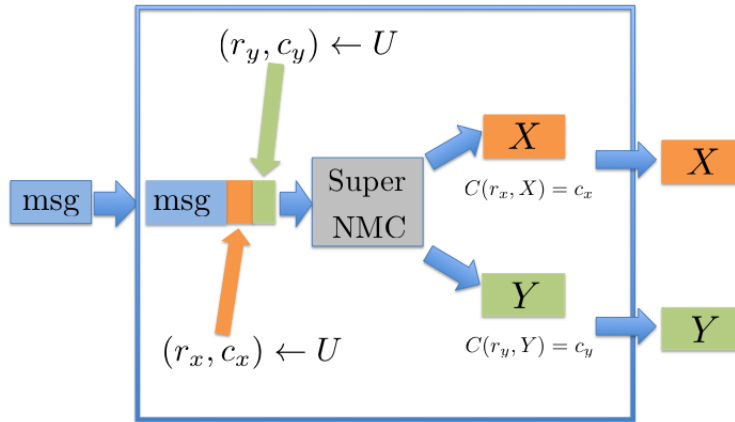 (r_y, c_y) ← U
msg
msg
Super
NMC
X
C(r_x, X) = c_x
X
Y
C(r_y, Y) = c_y
Y
(r_x, c_x) ← U